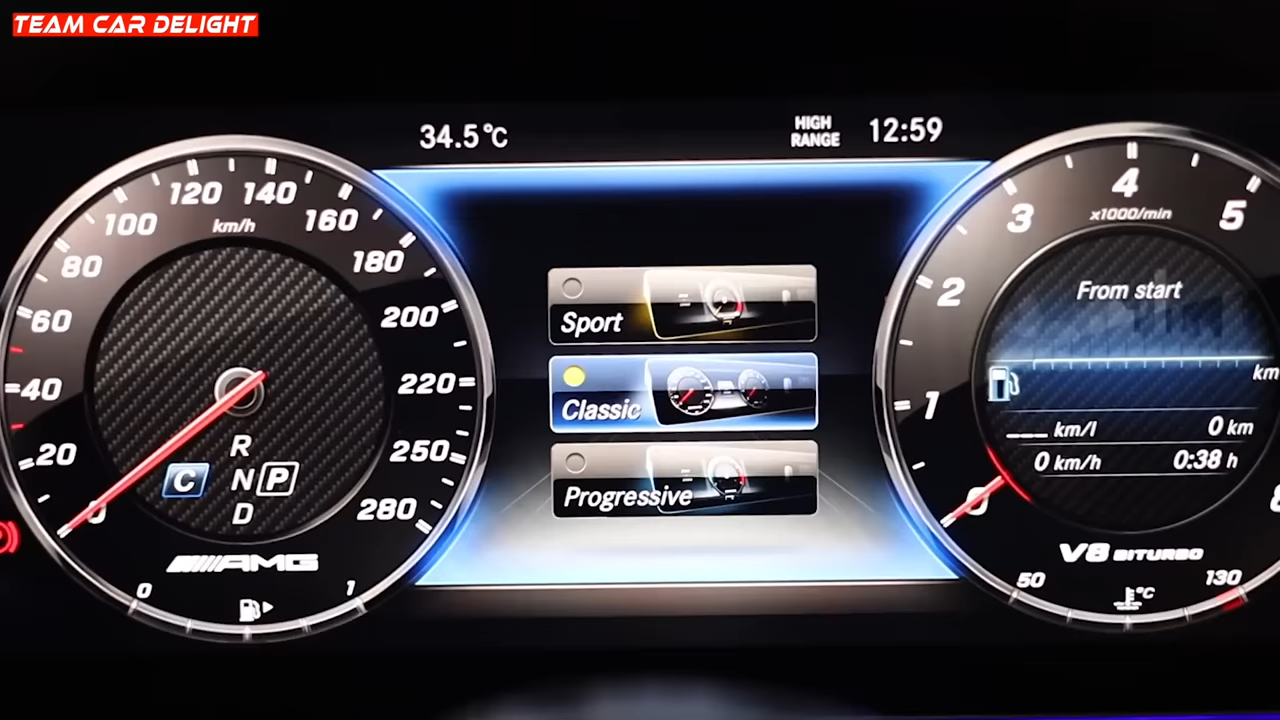 TEAM CAR DELIGHT
34.5°C
HIGH
RANGE
12:59
0
20
40
60
80
100
120
140
160
180
200
220
250
280
km/h
R
C
N
P
D
AMG
0
1
Sport
Classic
Progressive
0
1
2
3
4
5
x1000/min
From start
km
km/l
0 km
0 km/h
0:38 h
V8 BITURBO
50
130
°C